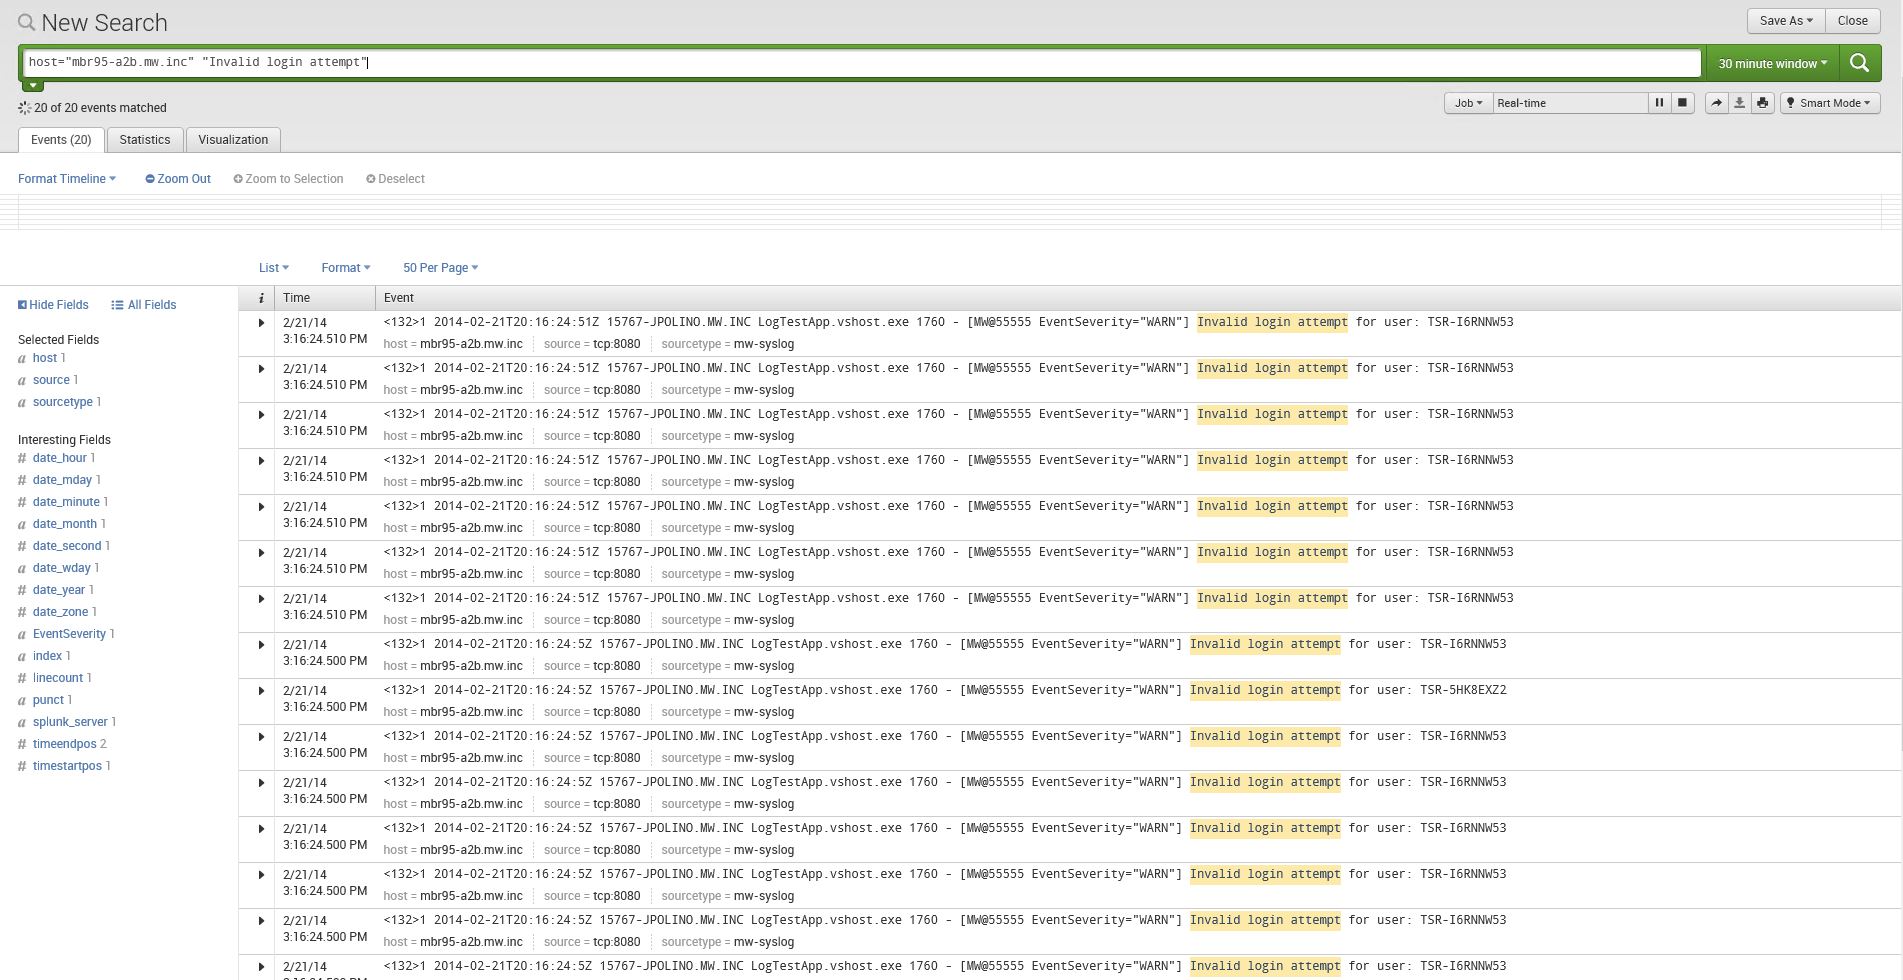 New Search
Save As Close
host="mbr95-a2b.mw.inc" "Invalid login attempt"
30 minute window
20 of 20 events matched
Job Real-time Smart Mode
Events (20) Statistics Visualization
Format Timeline Zoom Out Zoom to Selection Deselect
List Format 50 Per Page
Hide Fields All Fields
Selected Fields
a host 1
a source 1
a sourcetype 1
Interesting Fields
# date_hour 1
# date_mday 1
# date_minute 1
a date_month 1
# date_second 1
a date_wday 1
# date_year 1
# date_zone 1
a EventSeverity 1
a index 1
# linecount 1
a punct 1
a splunk_server 1
# timeendpos 2
# timestartpos 1
i Time Event
2/21/14 <132>1 2014-02-21T20:16:24:51Z 15767-JPOLINO.MW.INC LogTestApp.vshost.exe 1760 - [MW@55555 EventSeverity="WARN"] Invalid login attempt for user: TSR-I6RNNW53
3:16:24.510 PM host = mbr95-a2b.mw.inc source = tcp:8080 sourcetype = mw-syslog
2/21/14 <132>1 2014-02-21T20:16:24:51Z 15767-JPOLINO.MW.INC LogTestApp.vshost.exe 1760 - [MW@55555 EventSeverity="WARN"] Invalid login attempt for user: TSR-I6RNNW53
3:16:24.510 PM host = mbr95-a2b.mw.inc source = tcp:8080 sourcetype = mw-syslog
2/21/14 <132>1 2014-02-21T20:16:24:51Z 15767-JPOLINO.MW.INC LogTestApp.vshost.exe 1760 - [MW@55555 EventSeverity="WARN"] Invalid login attempt for user: TSR-I6RNNW53
3:16:24.510 PM host = mbr95-a2b.mw.inc source = tcp:8080 sourcetype = mw-syslog
2/21/14 <132>1 2014-02-21T20:16:24:51Z 15767-JPOLINO.MW.INC LogTestApp.vshost.exe 1760 - [MW@55555 EventSeverity="WARN"] Invalid login attempt for user: TSR-I6RNNW53
3:16:24.510 PM host = mbr95-a2b.mw.inc source = tcp:8080 sourcetype = mw-syslog
2/21/14 <132>1 2014-02-21T20:16:24:51Z 15767-JPOLINO.MW.INC LogTestApp.vshost.exe 1760 - [MW@55555 EventSeverity="WARN"] Invalid login attempt for user: TSR-I6RNNW53
3:16:24.510 PM host = mbr95-a2b.mw.inc source = tcp:8080 sourcetype = mw-syslog
2/21/14 <132>1 2014-02-21T20:16:24:51Z 15767-JPOLINO.MW.INC LogTestApp.vshost.exe 1760 - [MW@55555 EventSeverity="WARN"] Invalid login attempt for user: TSR-I6RNNW53
3:16:24.510 PM host = mbr95-a2b.mw.inc source = tcp:8080 sourcetype = mw-syslog
2/21/14 <132>1 2014-02-21T20:16:24:51Z 15767-JPOLINO.MW.INC LogTestApp.vshost.exe 1760 - [MW@55555 EventSeverity="WARN"] Invalid login attempt for user: TSR-I6RNNW53
3:16:24.510 PM host = mbr95-a2b.mw.inc source = tcp:8080 sourcetype = mw-syslog
2/21/14 <132>1 2014-02-21T20:16:24:5Z 15767-JPOLINO.MW.INC LogTestApp.vshost.exe 1760 - [MW@55555 EventSeverity="WARN"] Invalid login attempt for user: TSR-I6RNNW53
3:16:24.500 PM host = mbr95-a2b.mw.inc source = tcp:8080 sourcetype = mw-syslog
2/21/14 <132>1 2014-02-21T20:16:24:5Z 15767-JPOLINO.MW.INC LogTestApp.vshost.exe 1760 - [MW@55555 EventSeverity="WARN"] Invalid login attempt for user: TSR-5HK8EXZ2
3:16:24.500 PM host = mbr95-a2b.mw.inc source = tcp:8080 sourcetype = mw-syslog
2/21/14 <132>1 2014-02-21T20:16:24:5Z 15767-JPOLINO.MW.INC LogTestApp.vshost.exe 1760 - [MW@55555 EventSeverity="WARN"] Invalid login attempt for user: TSR-I6RNNW53
3:16:24.500 PM host = mbr95-a2b.mw.inc source = tcp:8080 sourcetype = mw-syslog
2/21/14 <132>1 2014-02-21T20:16:24:5Z 15767-JPOLINO.MW.INC LogTestApp.vshost.exe 1760 - [MW@55555 EventSeverity="WARN"] Invalid login attempt for user: TSR-I6RNNW53
3:16:24.500 PM host = mbr95-a2b.mw.inc source = tcp:8080 sourcetype = mw-syslog
2/21/14 <132>1 2014-02-21T20:16:24:5Z 15767-JPOLINO.MW.INC LogTestApp.vshost.exe 1760 - [MW@55555 EventSeverity="WARN"] Invalid login attempt for user: TSR-I6RNNW53
3:16:24.500 PM host = mbr95-a2b.mw.inc source = tcp:8080 sourcetype = mw-syslog
2/21/14 <132>1 2014-02-21T20:16:24:5Z 15767-JPOLINO.MW.INC LogTestApp.vshost.exe 1760 - [MW@55555 EventSeverity="WARN"] Invalid login attempt for user: TSR-I6RNNW53
3:16:24.500 PM host = mbr95-a2b.mw.inc source = tcp:8080 sourcetype = mw-syslog
2/21/14 <132>1 2014-02-21T20:16:24:5Z 15767-JPOLINO.MW.INC LogTestApp.vshost.exe 1760 - [MW@55555 EventSeverity="WARN"] Invalid login attempt for user: TSR-I6RNNW53
3:16:24.500 PM host = mbr95-a2b.mw.inc source = tcp:8080 sourcetype = mw-syslog
2/21/14 <132>1 2014-02-21T20:16:24:5Z 15767-JPOLINO.MW.INC LogTestApp.vshost.exe 1760 - [MW@55555 EventSeverity="WARN"] Invalid login attempt for user: TSR-I6RNNW53